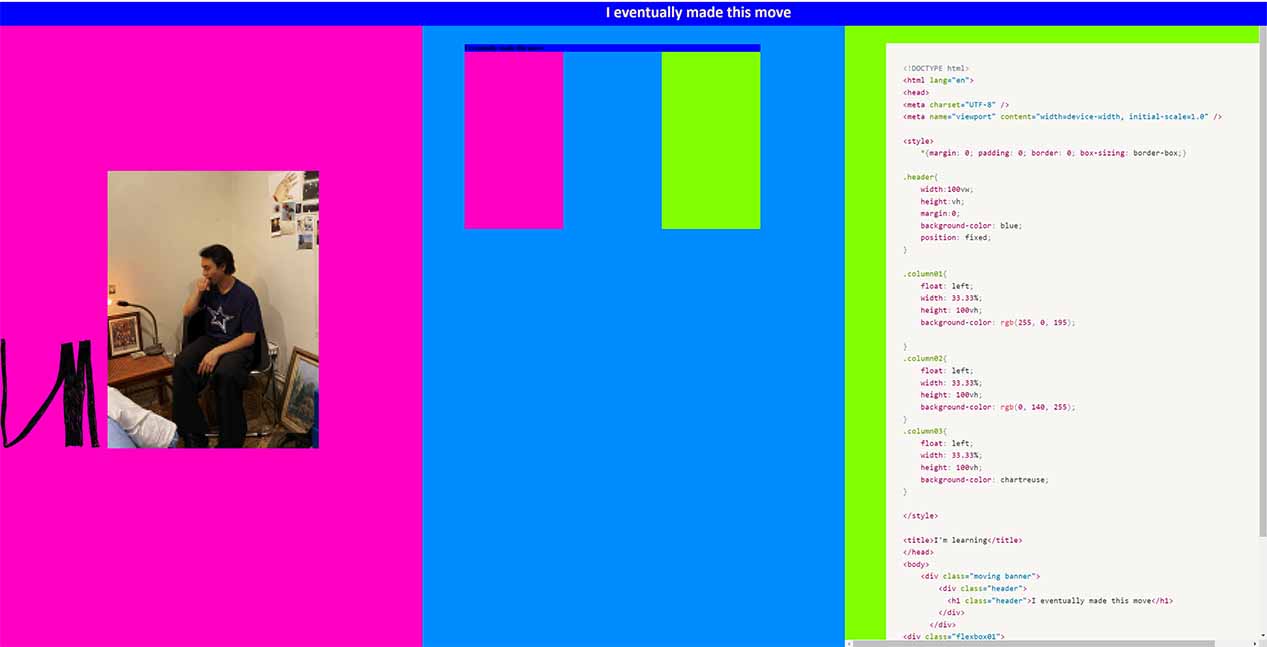 I eventually made this move
<!DOCTYPE html>
<html lang="en">
<head>
<meta charset="UTF-8" />
<meta name="viewport" content="width=device-width, initial-scale=1.0" />
<style>
*{margin: 0; padding: 0; border: 0; box-sizing: border-box;}
.header{
width:100vw;
height:vh;
margin:0;
background-color: blue;
position: fixed;
}
.column01{
float: left;
width: 33.33%;
height: 100vh;
background-color: rgb(255, 0, 195);
}
.column02{
float: left;
width: 33.33%;
height: 100vh;
background-color: rgb(0, 140, 255);
}
.column03{
float: left;
width: 33.33%;
height: 100vh;
background-color: chartreuse;
}
</style>
<title>I'm learning</title>
</head>
<body>
<div class="moving banner">
<div class="header">
<h1 class="header">I eventually made this move</h1>
</div>
</div>
<div class="flexbox01">